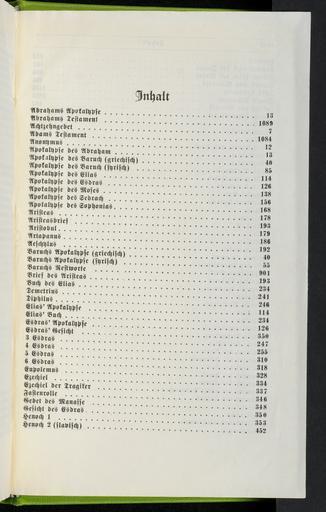 Inhalt
Abrahams Apokalypse . . . 13
Abrahams Testament . . . 1089
Achtzehngebet . . . 7
Adams Testament . . . 1084
Anonymus . . . 12
Apokalypse des Abraham . . . 13
Apokalypse des Baruch (griechisch) . . . 40
Apokalypse des Baruch (syrisch) . . . 85
Apokalypse des Elias . . . 114
Apokalypse des Esdras . . . 126
Apokalypse des Moses . . . 138
Apokalypse des Sedrach . . . 156
Apokalypse des Sophonias . . . 168
Aristeas . . . 178
Aristeasbrief . . . 193
Aristobul . . . 179
Artapanus . . . 186
Aeschylus . . . 192
Baruchs Apokalypse (griechisch) . . . 40
Baruchs Apokalypse (syrisch) . . . 55
Baruchs Restworte . . . 901
Brief des Aristeas . . . 193
Buch des Elias . . . 234
Demetrius . . . 241
Diphilus . . . 246
Elias' Apokalypse . . . 114
Elias' Buch . . . 234
Esdras' Apokalypse . . . 126
Esdras' Gesicht . . . 350
3 Esdras . . . 247
4 Esdras . . . 255
5 Esdras . . . 310
6 Esdras . . . 318
Eupolemus . . . 328
Ezechiel . . . 334
Ezechiel der Tragiker . . . 337
Fastenrolle . . . 346
Gebet des Manasse . . . 348
Gesicht des Esdras . . . 350
Henoch 1 . . . 353
Henoch 2 (slavisch) . . . 452